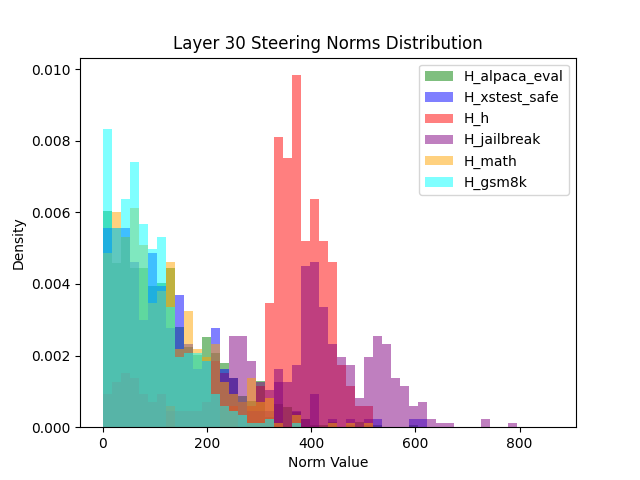 Layer 30 Steering Norms Distribution
0.010
0.008
0.006
0.004
0.002
0.000
Density
H_alpaca_eval
H_xstest_safe
H_h
H_jailbreak
H_math
H_gsm8k
0 200 400 600 800
Norm Value